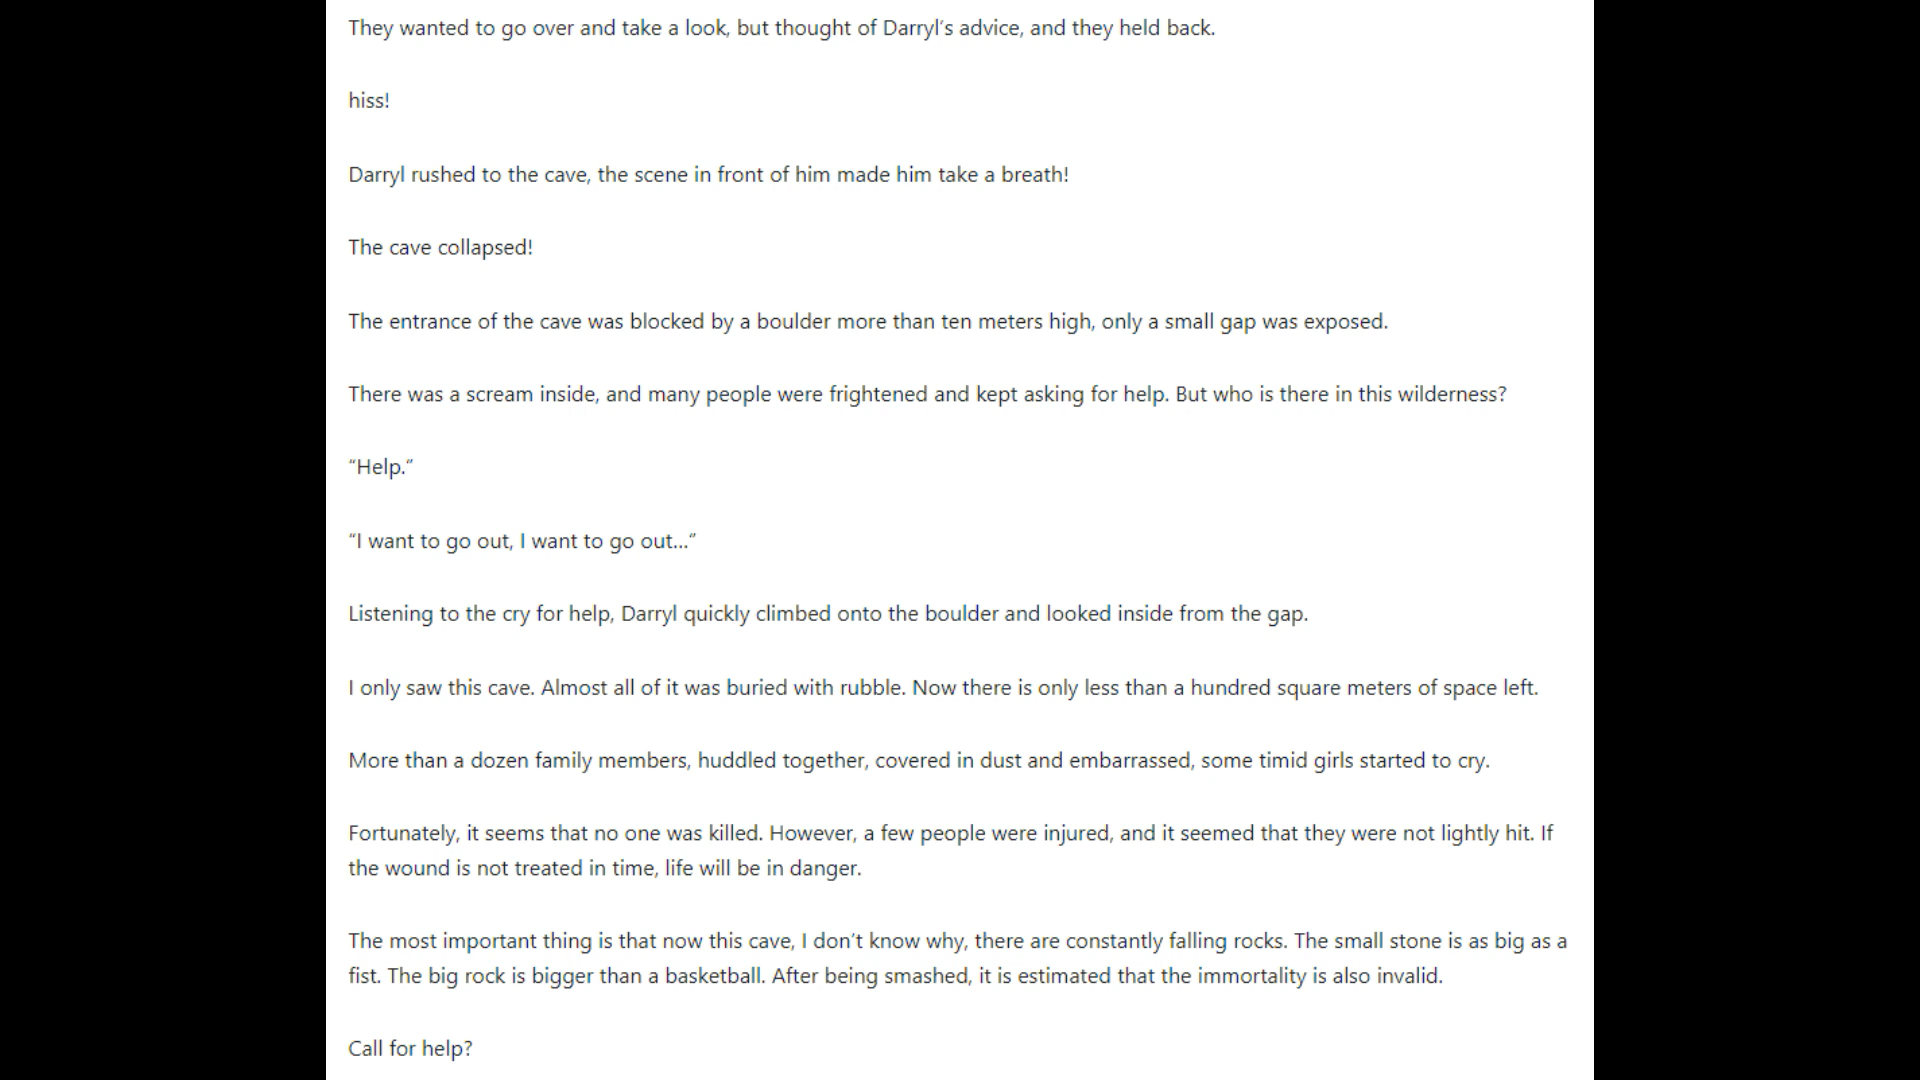 They wanted to go over and take a look, but thought of Darryl’s advice, and they held back.
hiss!
Darryl rushed to the cave, the scene in front of him made him take a breath!
The cave collapsed!
The entrance of the cave was blocked by a boulder more than ten meters high, only a small gap was exposed.
There was a scream inside, and many people were frightened and kept asking for help. But who is there in this wilderness?
“Help.”
“I want to go out, I want to go out...”
Listening to the cry for help, Darryl quickly climbed onto the boulder and looked inside from the gap.
I only saw this cave. Almost all of it was buried with rubble. Now there is only less than a hundred square meters of space left.
More than a dozen family members, huddled together, covered in dust and embarrassed, some timid girls started to cry.
Fortunately, it seems that no one was killed. However, a few people were injured, and it seemed that they were not lightly hit. If
the wound is not treated in time, life will be in danger.
The most important thing is that now this cave, I don’t know why, there are constantly falling rocks. The small stone is as big as a
fist. The big rock is bigger than a basketball. After being smashed, it is estimated that the immortality is also invalid.
Call for help?